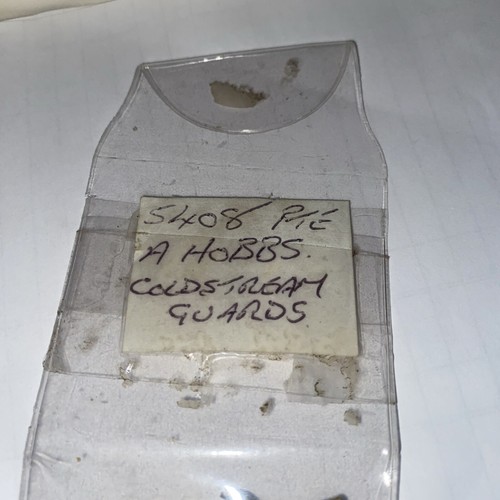 5408 PTE
A HOBBS.
COLDSTREAM
GUARDS